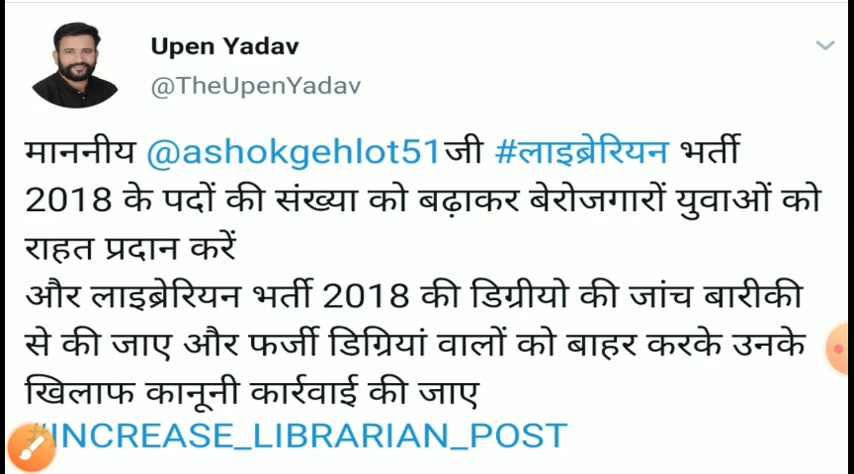 Upen Yadav
@TheUpenYadav
माननीय @ashokgehlot51जी #लाइब्रेरियन भर्ती
2018 के पदों की संख्या को बढ़ाकर बेरोजगारों युवाओं को
राहत प्रदान करें
और लाइब्रेरियन भर्ती 2018 की डिग्रीयो की जांच बारीकी
से की जाए और फर्जी डिग्रियां वालों को बाहर करके उनके
खिलाफ कानूनी कार्रवाई की जाए
#INCREASE_LIBRARIAN_POST